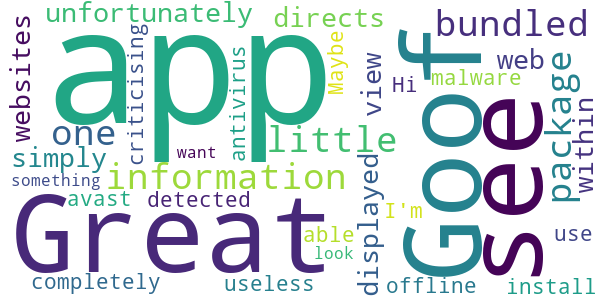 unfortunately
directs
bundled
websites
app
criticising
antivirus
Maybe
view
Hi
web
malware
Goof
see
package
within
one
little
simply
want
information
something
avast
detected
Great
displayed
I'm
able
look
use
completely
useless
offline
install